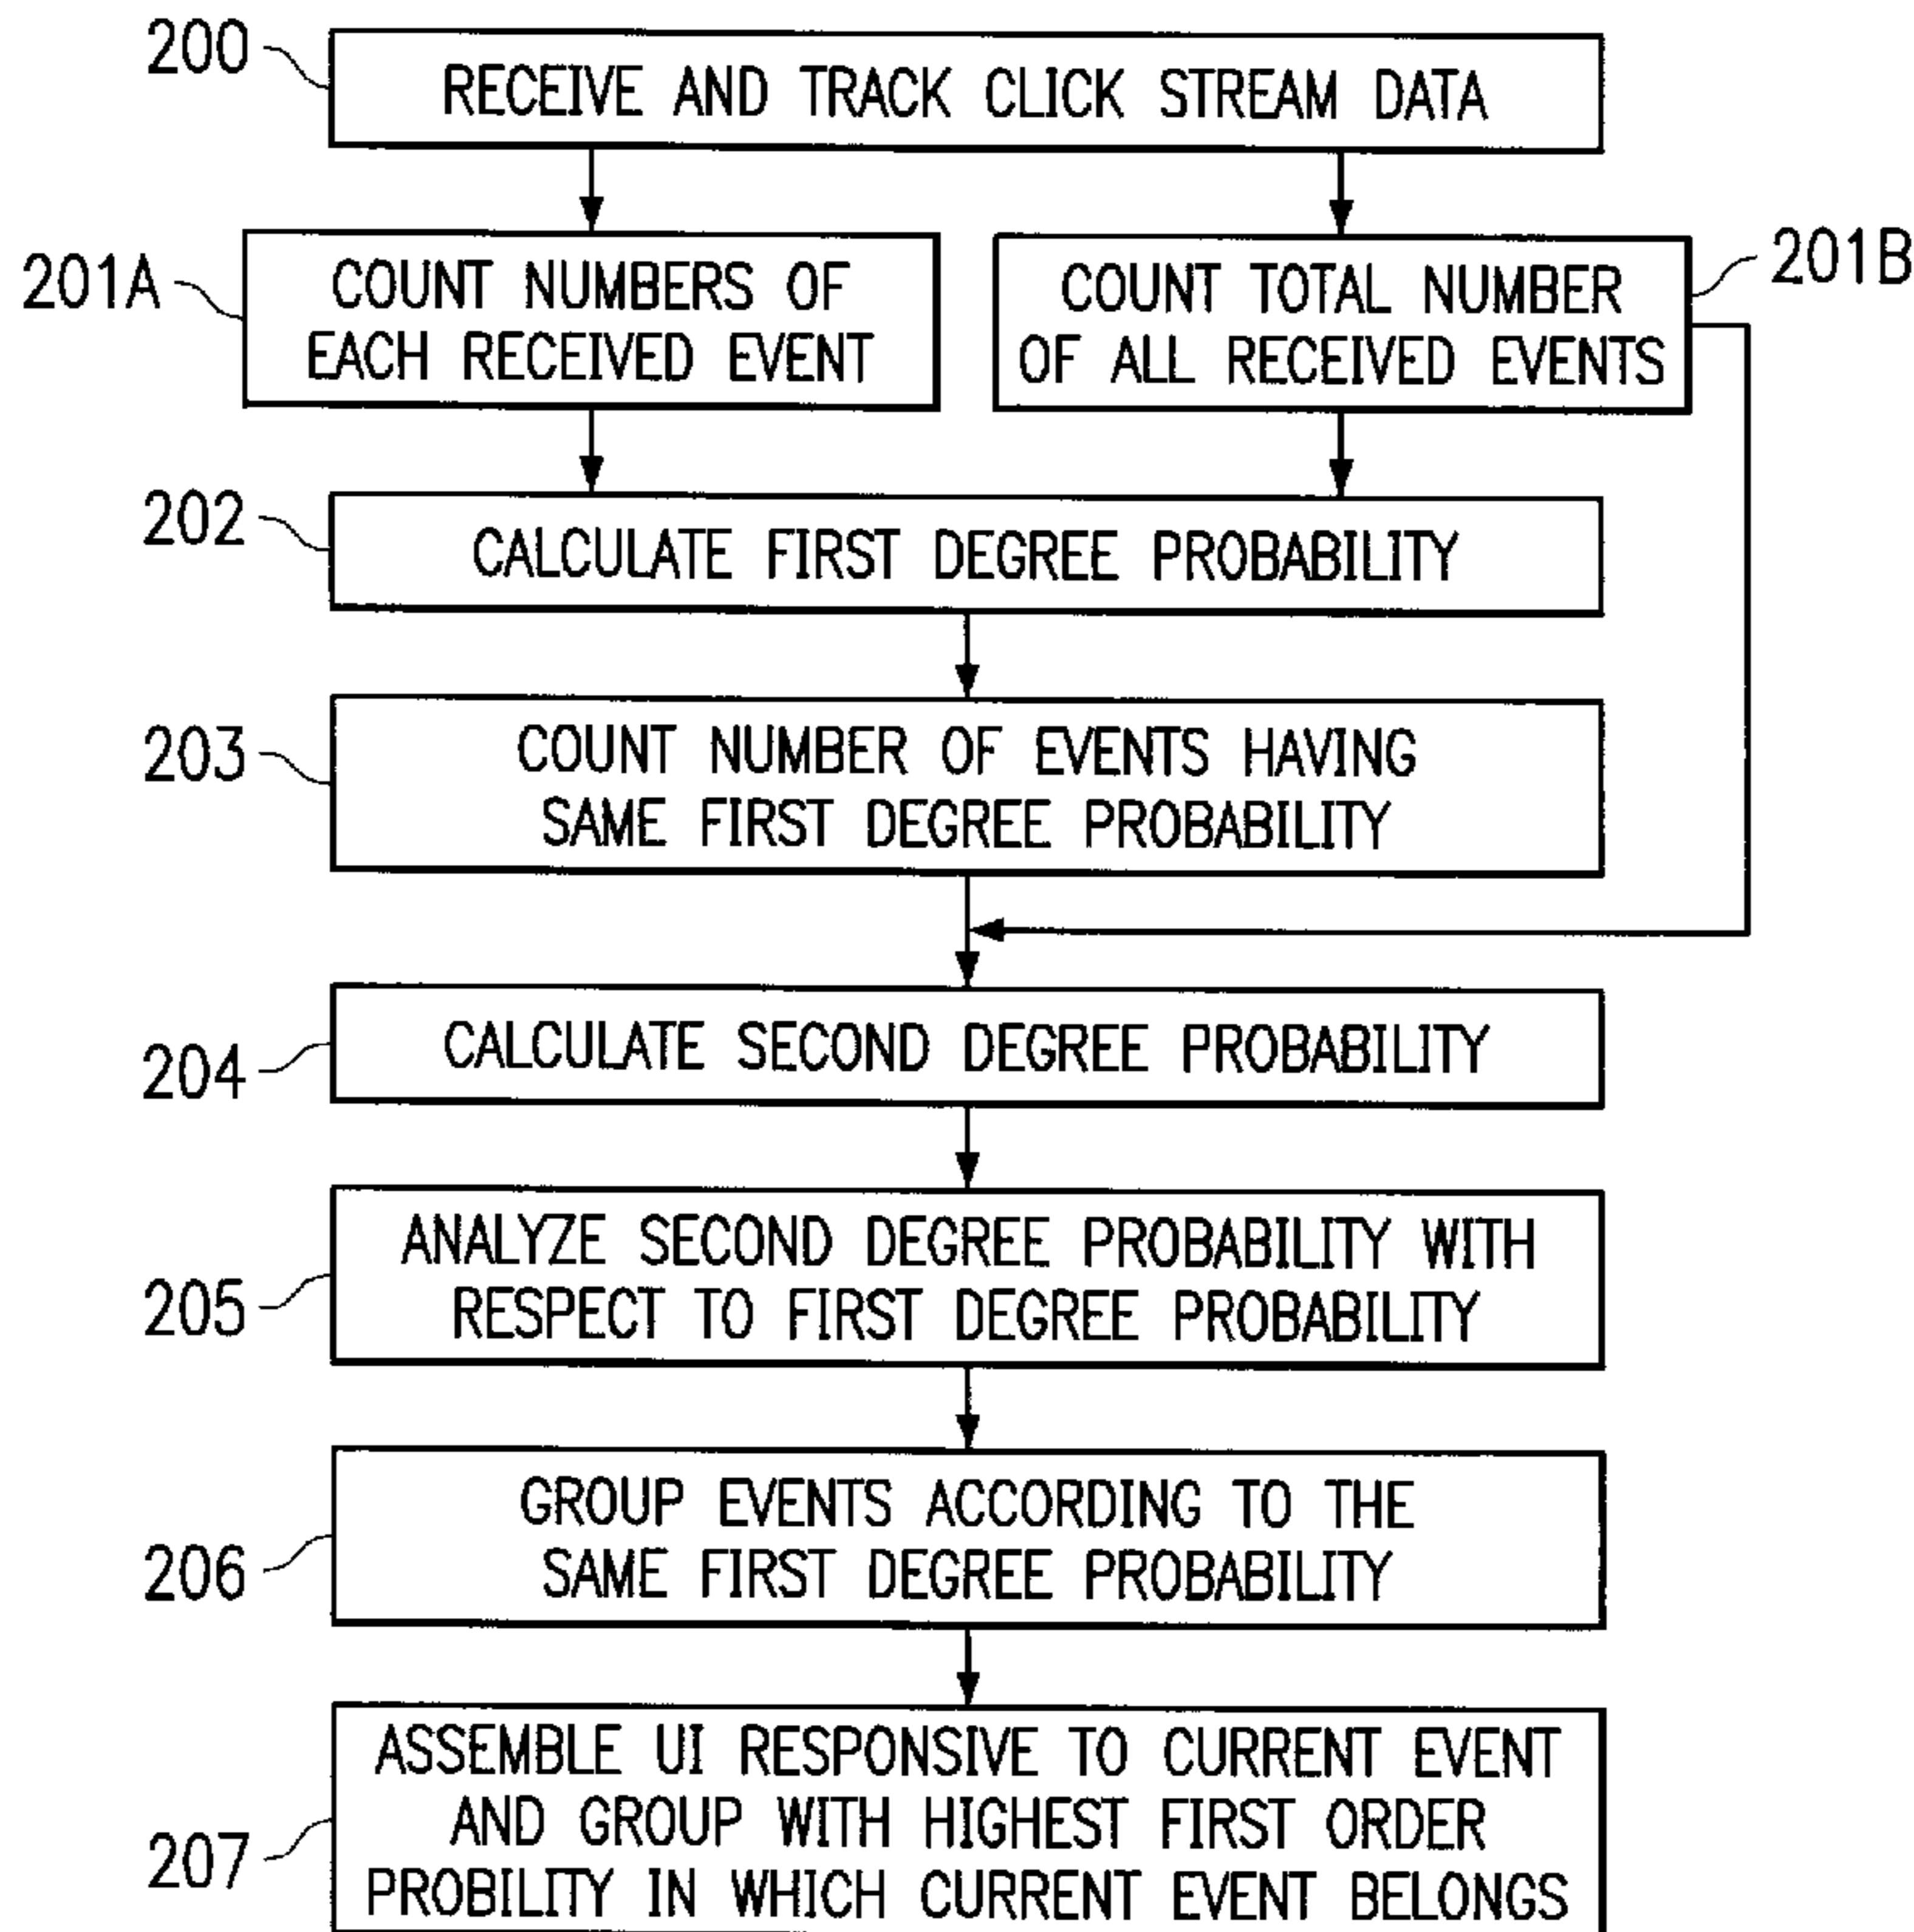 200
RECEIVE AND TRACK CLICK STREAM DATA
201A
COUNT NUMBERS OF
EACH RECEIVED EVENT
COUNT TOTAL NUMBER
OF ALL RECEIVED EVENTS
201B
202
CALCULATE FIRST DEGREE PROBABILITY
203
COUNT NUMBER OF EVENTS HAVING
SAME FIRST DEGREE PROBABILITY
204
CALCULATE SECOND DEGREE PROBABILITY
205
ANALYZE SECOND DEGREE PROBABILITY WITH
RESPECT TO FIRST DEGREE PROBABILITY
206
GROUP EVENTS ACCORDING TO THE
SAME FIRST DEGREE PROBABILITY
207
ASSEMBLE UI RESPONSIVE TO CURRENT EVENT
AND GROUP WITH HIGHEST FIRST ORDER
PROBILITY IN WHICH CURRENT EVENT BELONGS